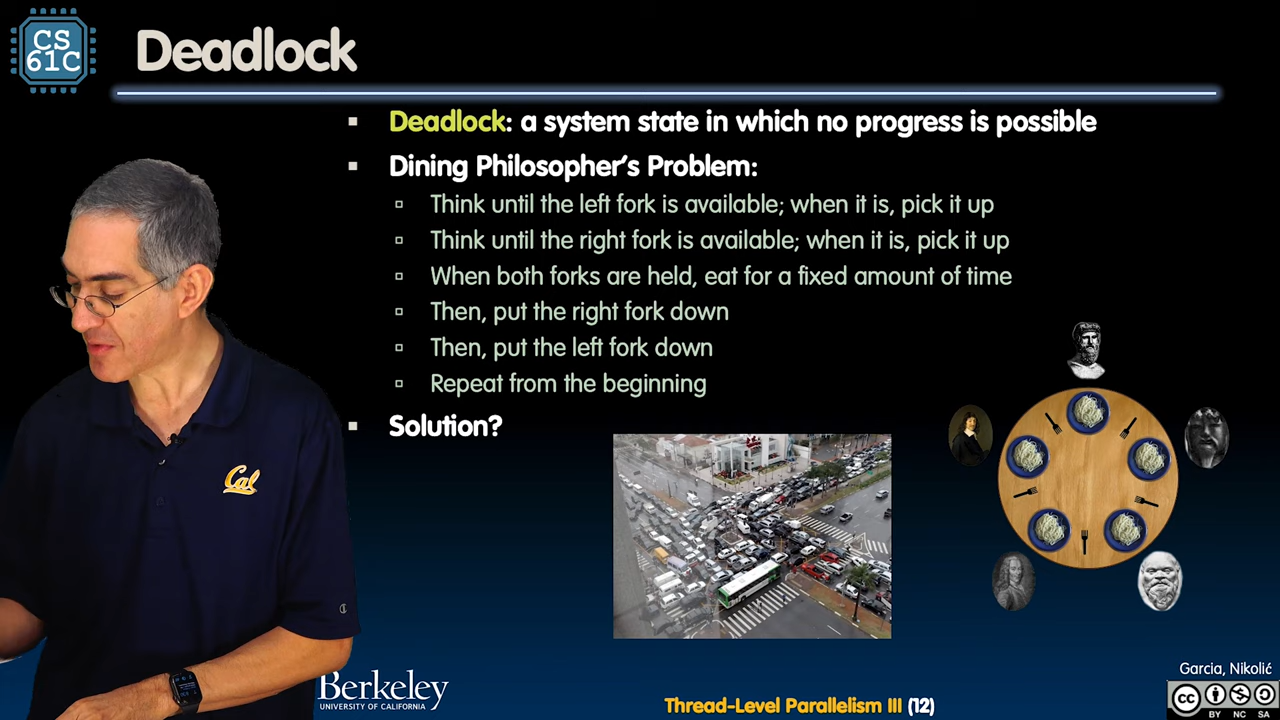 CS
61C
Deadlock
▪ Deadlock: a system state in which no progress is possible
▪ Dining Philosopher's Problem:
▫ Think until the left fork is available; when it is, pick it up
▫ Think until the right fork is available; when it is, pick it up
▫ When both forks are held, eat for a fixed amount of time
▫ Then, put the right fork down
▫ Then, put the left fork down
▫ Repeat from the beginning
▪ Solution?
Cal
Berkeley
UNIVERSITY OF CALIFORNIA
Thread-Level Parallelism III (12)
Garcia, Nikolić
cc
BY NC SA